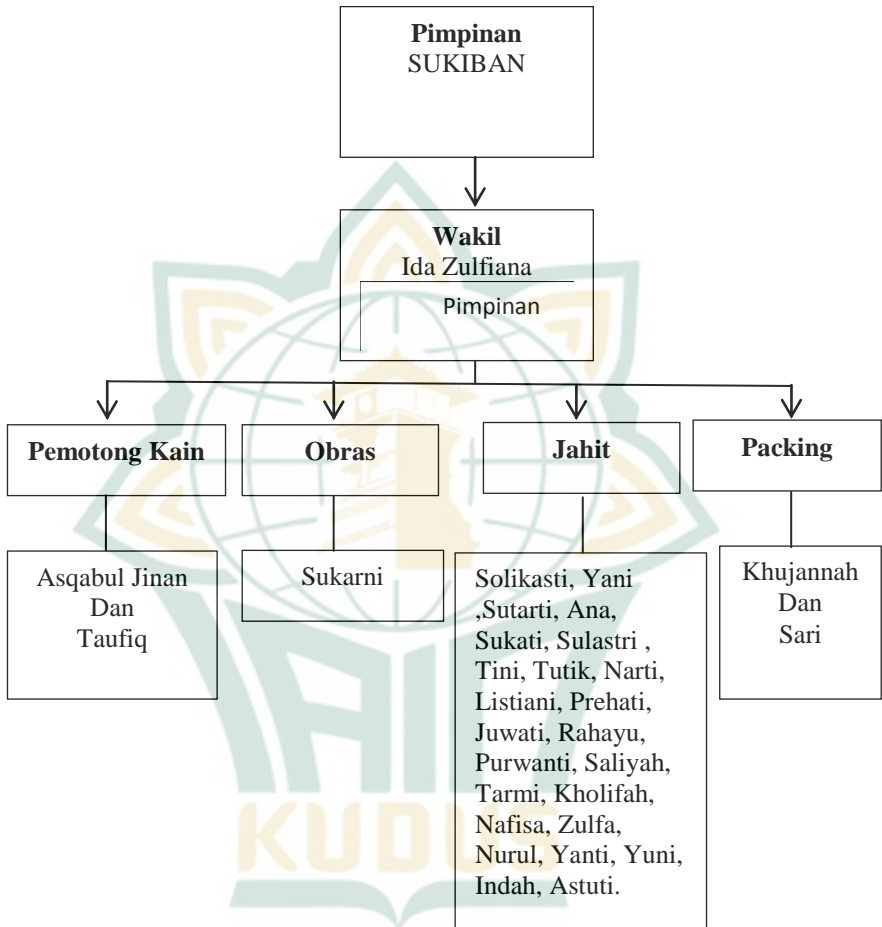 Pimpinan
SUKIBAN
Wakil
Ida Zulfiana
Pimpinan
Pemotong Kain
Obras
Jahit
Packing
Asqabul Jinan
Dan
Taufiq
Sukarni
Solikasti, Yani
,Sutarti, Ana,
Sukati, Sulastri ,
Tini, Tutik, Narti,
Listiani, Prehati,
Juwati, Rahayu,
Purwanti, Saliyah,
Tarmi, Kholifah,
Nafisa, Zulfa,
Nurul, Yanti, Yuni,
Indah, Astuti.
Khujannah
Dan
Sari
IAIN
KUDUS